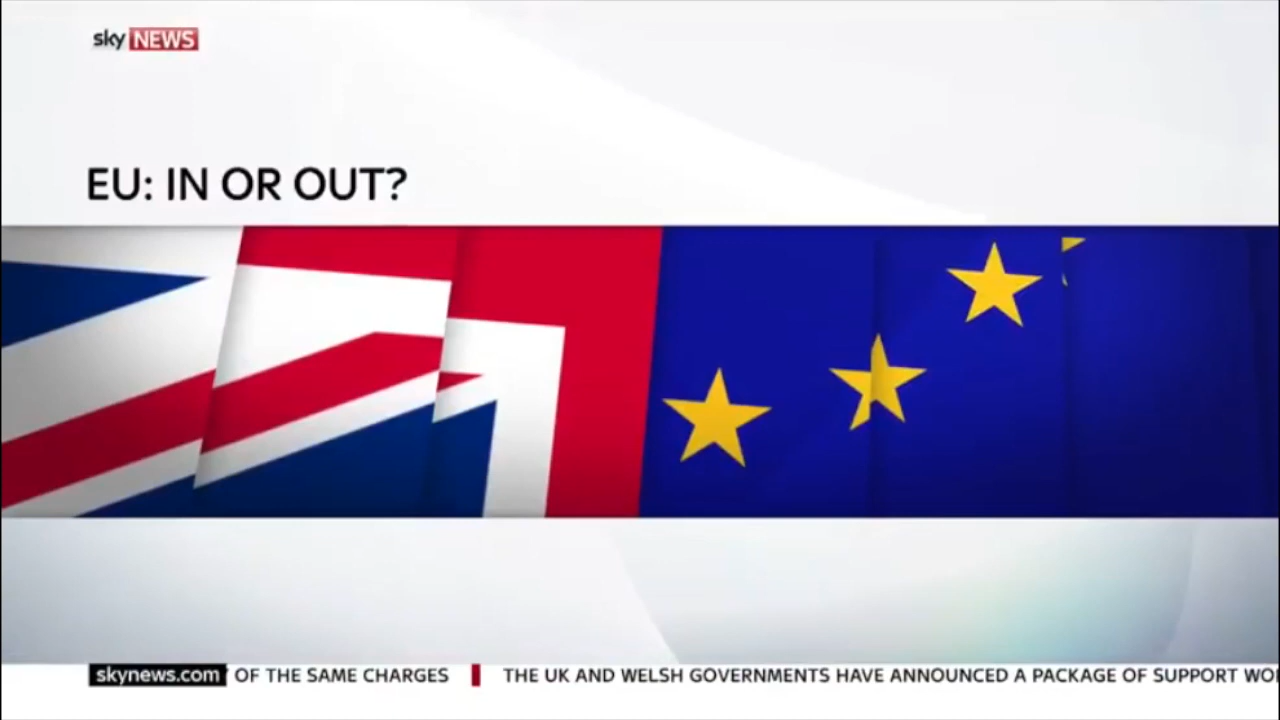 sky NEWS
EU: IN OR OUT?
skynews.com OF THE SAME CHARGES THE UK AND WELSH GOVERNMENTS HAVE ANNOUNCED A PACKAGE OF SUPPORT